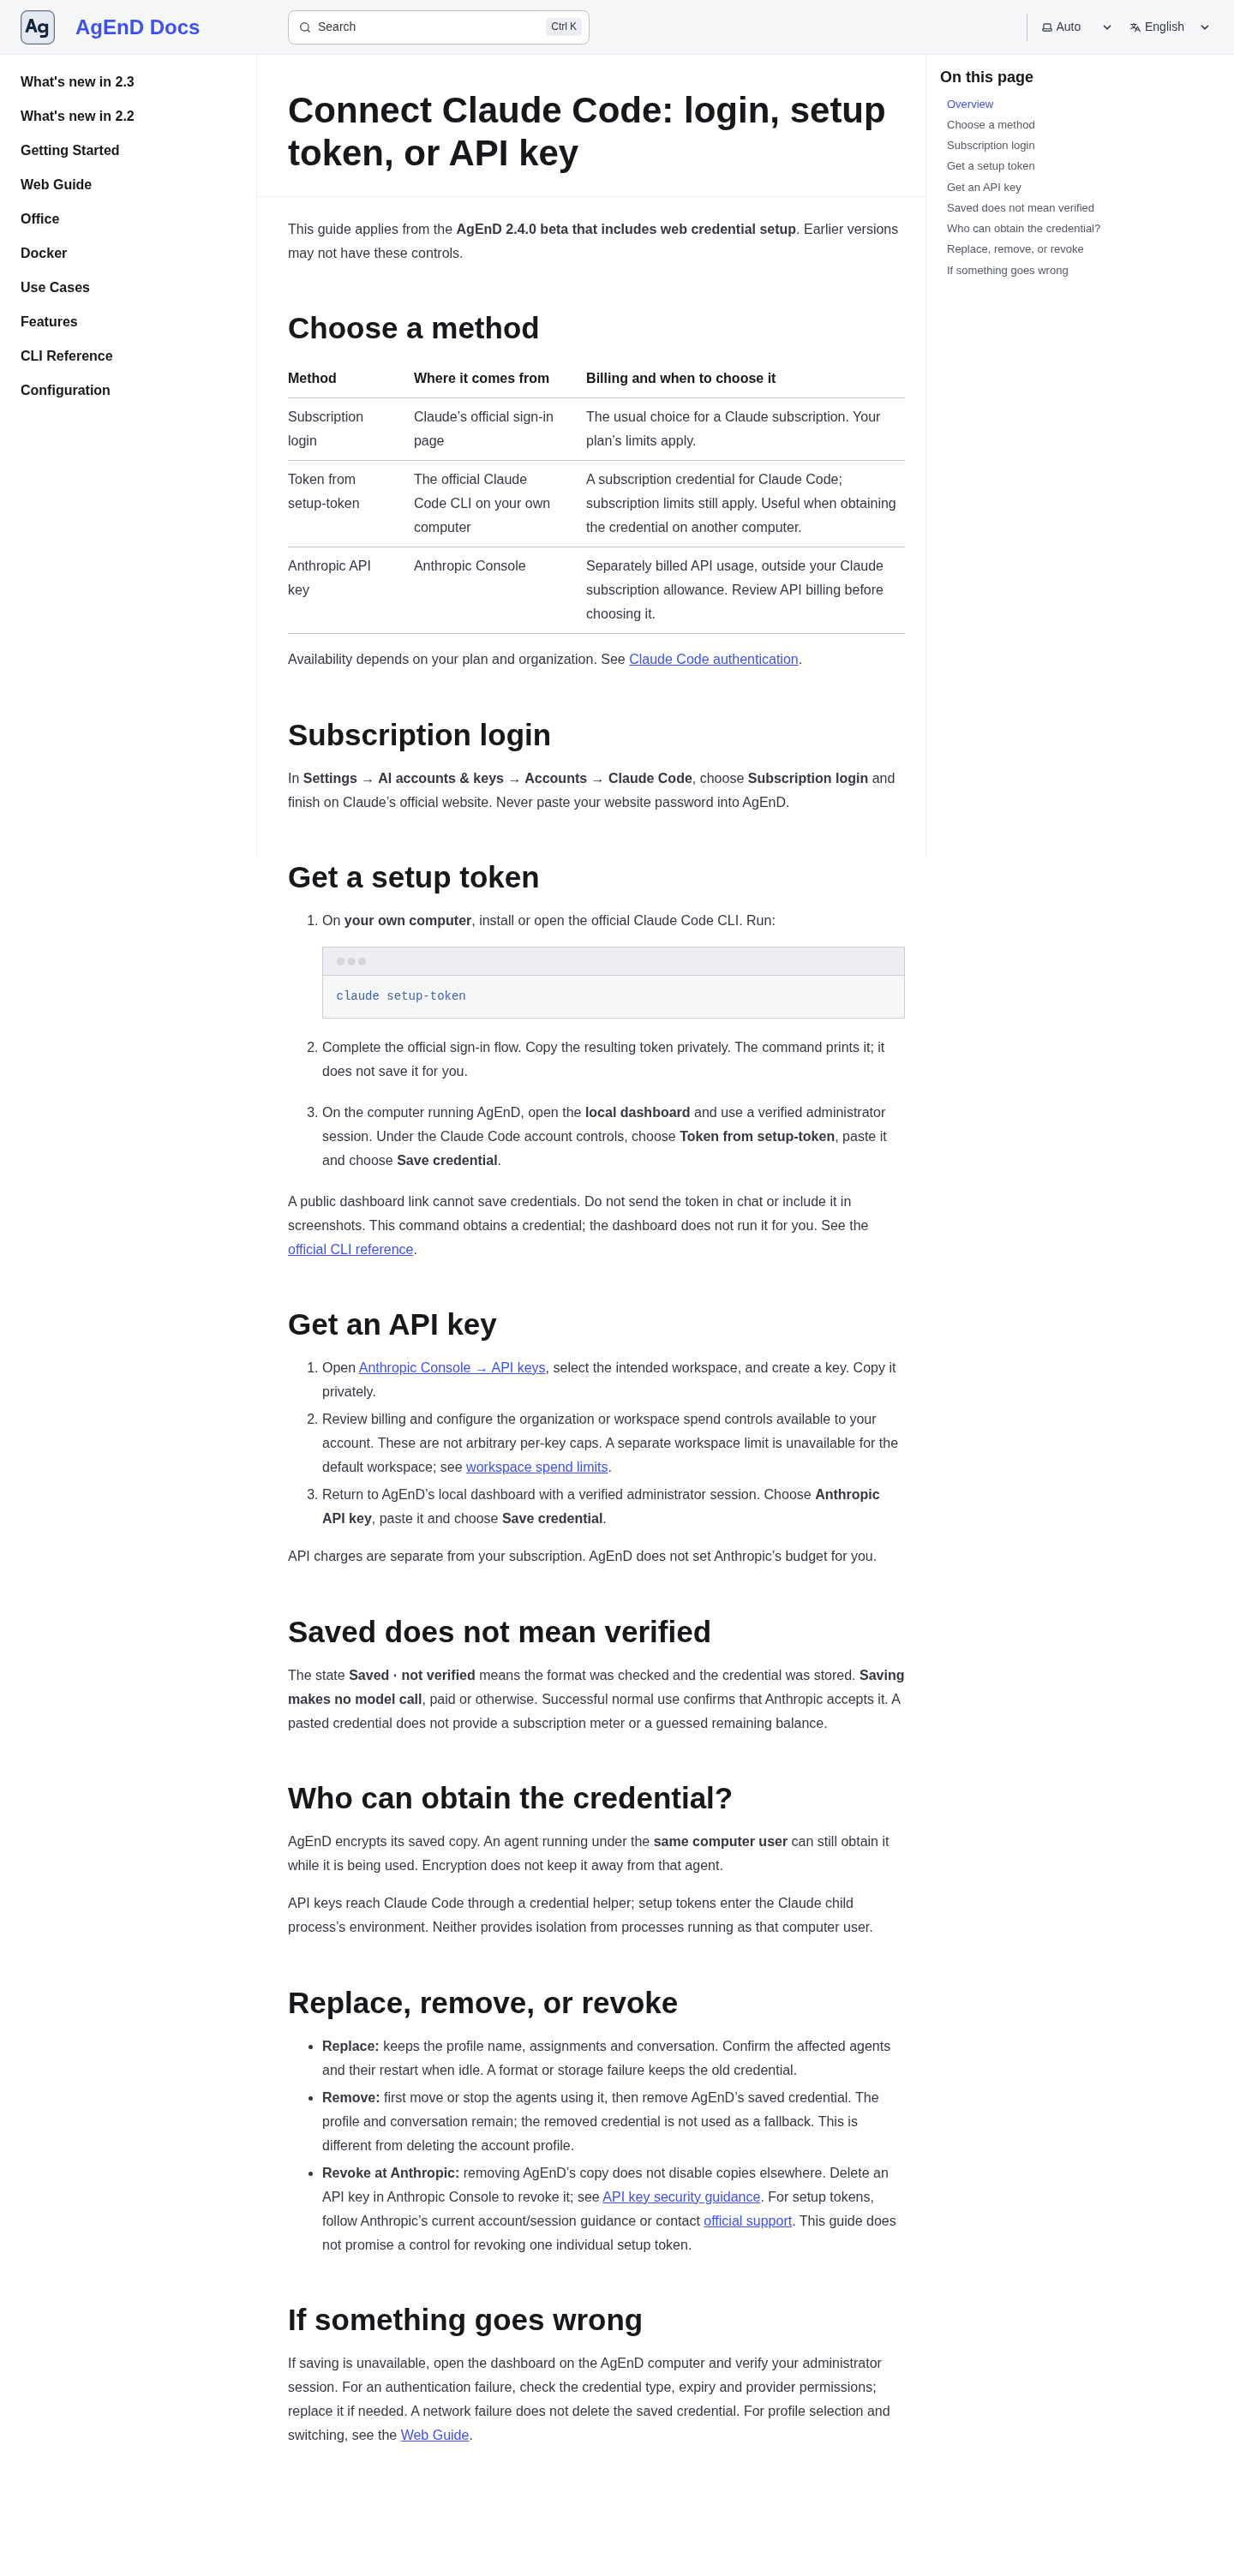 Ag
AgEnD Docs
Search
Ctrl K
Auto
English
What's new in 2.3
What's new in 2.2
Getting Started
Web Guide
Office
Docker
Use Cases
Features
CLI Reference
Configuration
Connect Claude Code: login, setup
token, or API key
This guide applies from the AgEnD 2.4.0 beta that includes web credential setup. Earlier versions
may not have these controls.
Choose a method
Method Where it comes from Billing and when to choose it
Subscription login Claude’s official sign-in page The usual choice for a Claude subscription. Your plan’s limits apply.
Token from setup-token The official Claude Code CLI on your own computer A subscription credential for Claude Code; subscription limits still apply. Useful when obtaining the credential on another computer.
Anthropic API key Anthropic Console Separately billed API usage, outside your Claude subscription allowance. Review API billing before choosing it.
Availability depends on your plan and organization. See Claude Code authentication.
Subscription login
In Settings → AI accounts & keys → Accounts → Claude Code, choose Subscription login and
finish on Claude’s official website. Never paste your website password into AgEnD.
Get a setup token
1. On your own computer, install or open the official Claude Code CLI. Run:
claude setup-token
2. Complete the official sign-in flow. Copy the resulting token privately. The command prints it; it
does not save it for you.
3. On the computer running AgEnD, open the local dashboard and use a verified administrator
session. Under the Claude Code account controls, choose Token from setup-token, paste it
and choose Save credential.
A public dashboard link cannot save credentials. Do not send the token in chat or include it in
screenshots. This command obtains a credential; the dashboard does not run it for you. See the
official CLI reference.
Get an API key
1. Open Anthropic Console → API keys, select the intended workspace, and create a key. Copy it
privately.
2. Review billing and configure the organization or workspace spend controls available to your
account. These are not arbitrary per-key caps. A separate workspace limit is unavailable for the
default workspace; see workspace spend limits.
3. Return to AgEnD’s local dashboard with a verified administrator session. Choose Anthropic
API key, paste it and choose Save credential.
API charges are separate from your subscription. AgEnD does not set Anthropic’s budget for you.
Saved does not mean verified
The state Saved · not verified means the format was checked and the credential was stored. Saving
makes no model call, paid or otherwise. Successful normal use confirms that Anthropic accepts it. A
pasted credential does not provide a subscription meter or a guessed remaining balance.
Who can obtain the credential?
AgEnD encrypts its saved copy. An agent running under the same computer user can still obtain it
while it is being used. Encryption does not keep it away from that agent.
API keys reach Claude Code through a credential helper; setup tokens enter the Claude child
process’s environment. Neither provides isolation from processes running as that computer user.
Replace, remove, or revoke
• Replace: keeps the profile name, assignments and conversation. Confirm the affected agents
and their restart when idle. A format or storage failure keeps the old credential.
• Remove: first move or stop the agents using it, then remove AgEnD’s saved credential. The
profile and conversation remain; the removed credential is not used as a fallback. This is
different from deleting the account profile.
• Revoke at Anthropic: removing AgEnD’s copy does not disable copies elsewhere. Delete an
API key in Anthropic Console to revoke it; see API key security guidance. For setup tokens,
follow Anthropic’s current account/session guidance or contact official support. This guide does
not promise a control for revoking one individual setup token.
If something goes wrong
If saving is unavailable, open the dashboard on the AgEnD computer and verify your administrator
session. For an authentication failure, check the credential type, expiry and provider permissions;
replace it if needed. A network failure does not delete the saved credential. For profile selection and
switching, see the Web Guide.
On this page
Overview
Choose a method
Subscription login
Get a setup token
Get an API key
Saved does not mean verified
Who can obtain the credential?
Replace, remove, or revoke
If something goes wrong